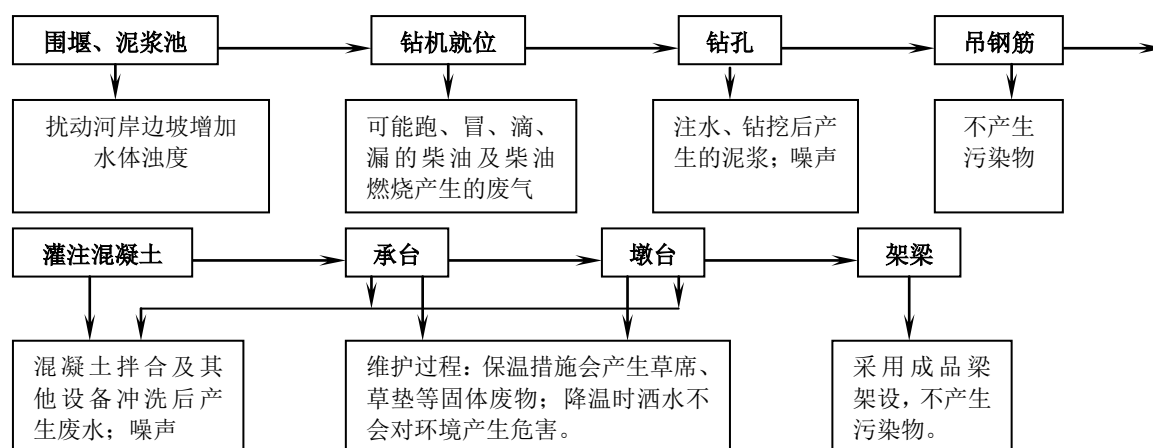 围堰、泥浆池
钻机就位
钻孔
吊钢筋
扰动河岸边坡增加
水体浊度
可能跑、冒、滴、
漏的柴油及柴油
燃烧产生的废气
注水、钻挖后产
生的泥浆；噪声
不产生
污染物
灌注混凝土
承台
墩台
架梁
混凝土拌合及其
他设备冲洗后产
生废水；噪声
维护过程：保温措施会产生草席、
草垫等固体废物；降温时洒水不
会对环境产生危害。
采用成品梁
架设，不产生
污染物。